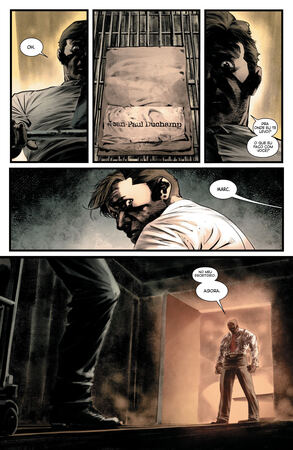 OH.
Jean-Paul Duchamp
PRA
ONDE EU TE
LEVO?
O QUE EU
FAÇO COM
VOCÊ?
MARC.
NO MEU
ESCRITÓRIO.
AGORA.